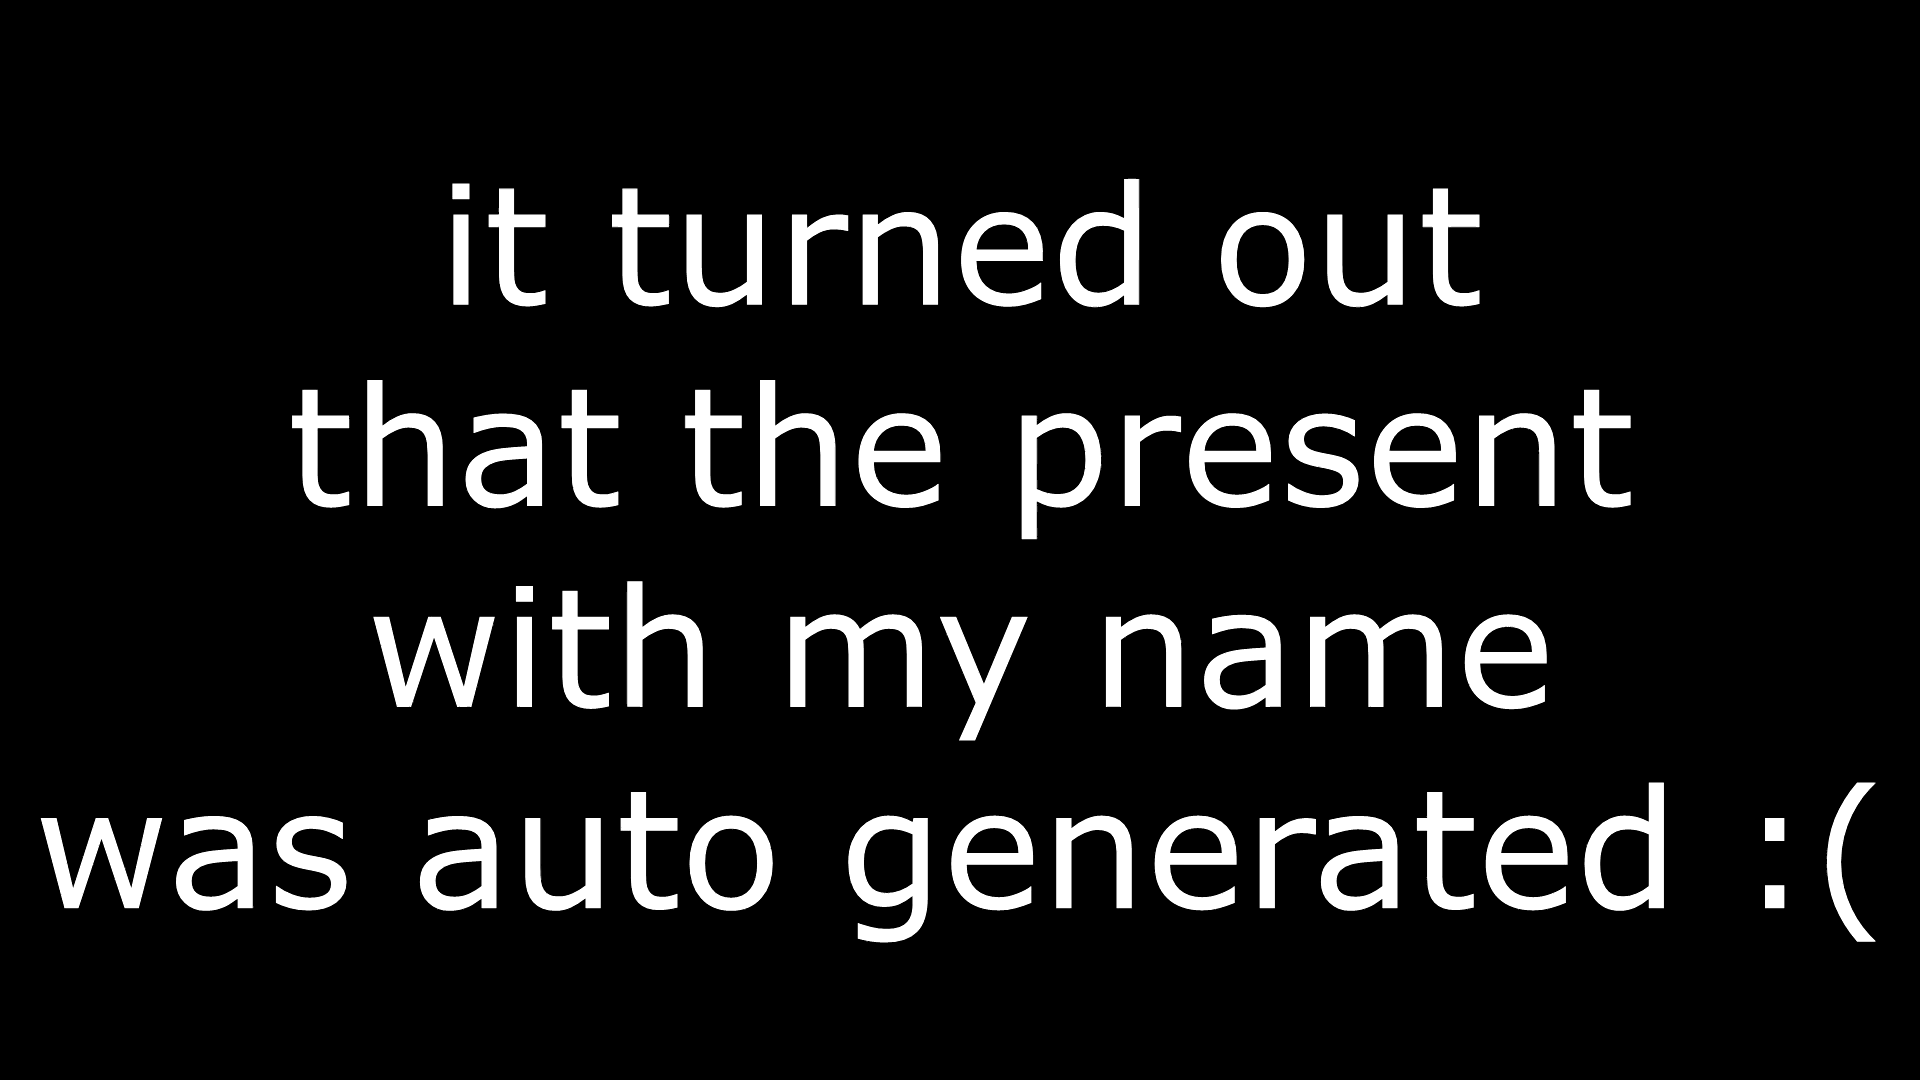 it turned out
that the present
with my name
was auto generated :(